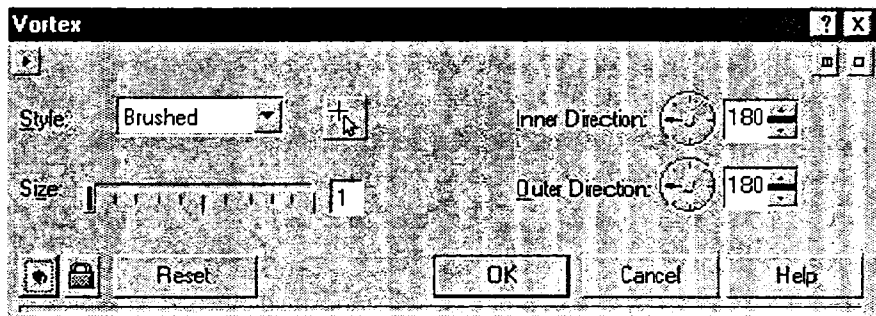 Vortex
Style: Brushed
Inner Direction: 180
Size: 1
Outer Direction: 180
Reset OK Cancel Help